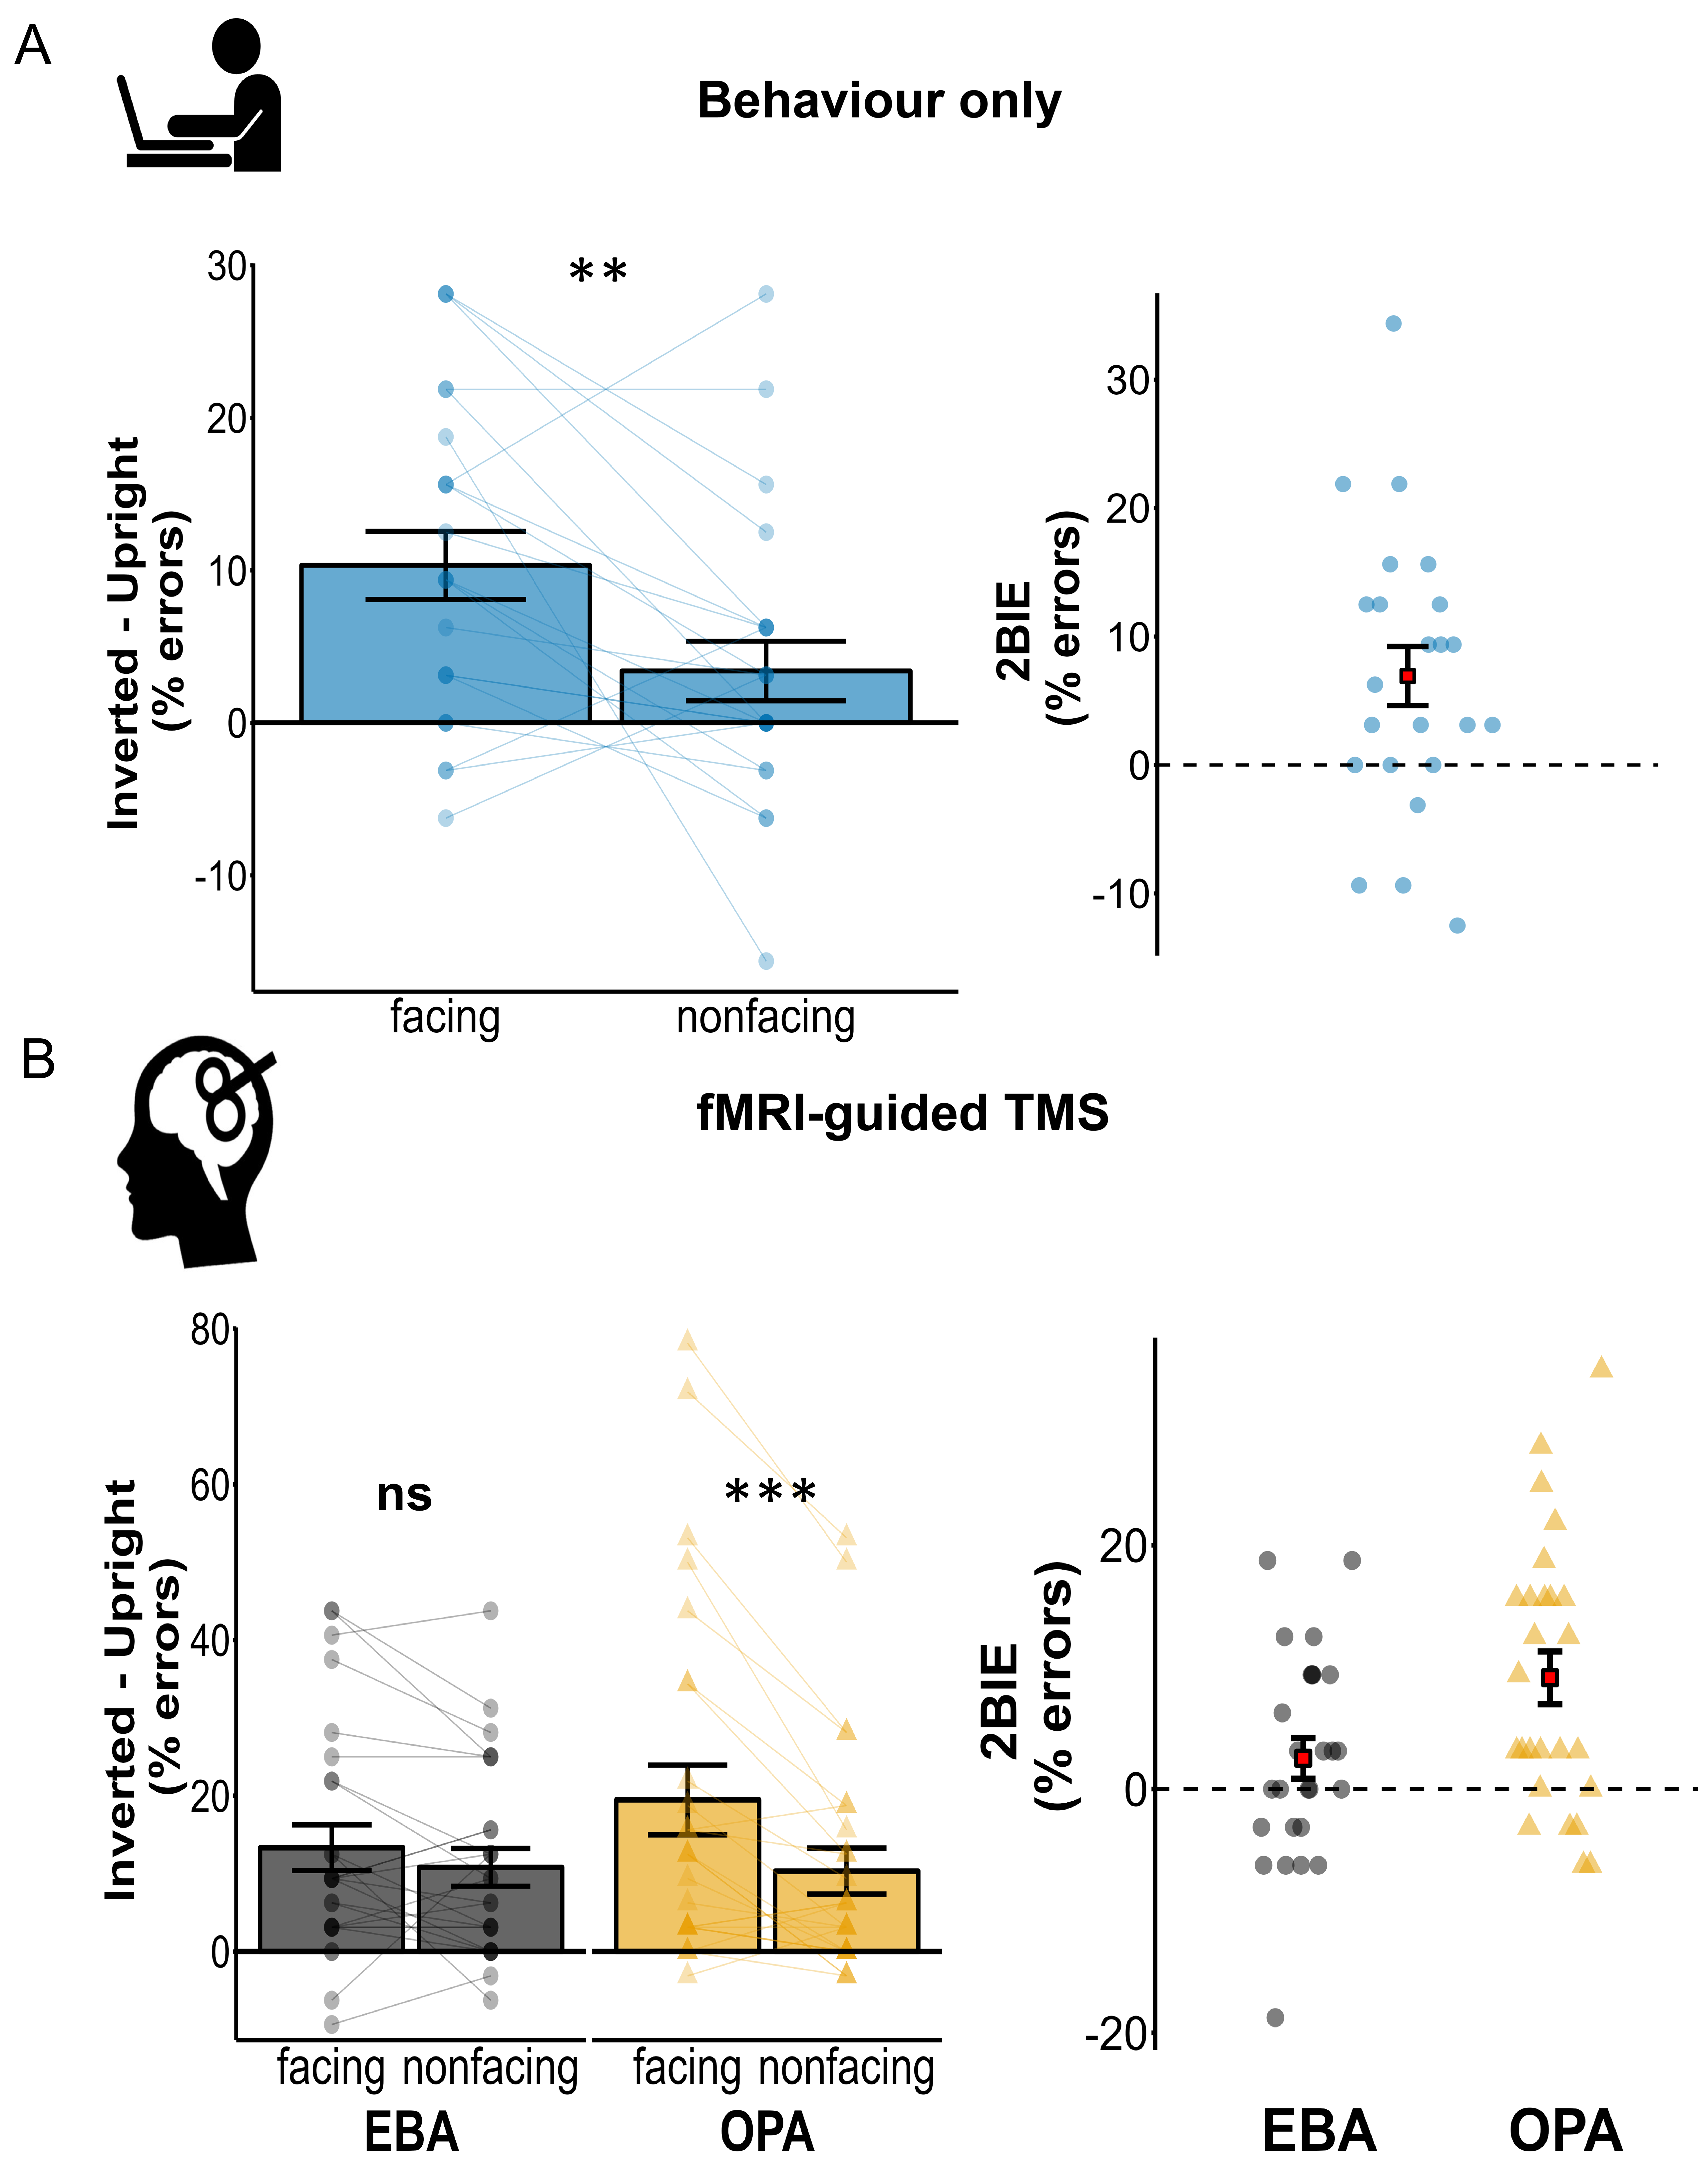 A
Behaviour only
Inverted - Upright
(% errors)
30
20
10
0
-10
**
facing
nonfacing
2BIE
(% errors)
30
20
10
0
-10
B
fMRI-guided TMS
Inverted - Upright
(% errors)
80
60
40
20
0
ns
***
facing nonfacing
facing nonfacing
EBA
OPA
2BIE
(% errors)
20
0
-20
EBA
OPA